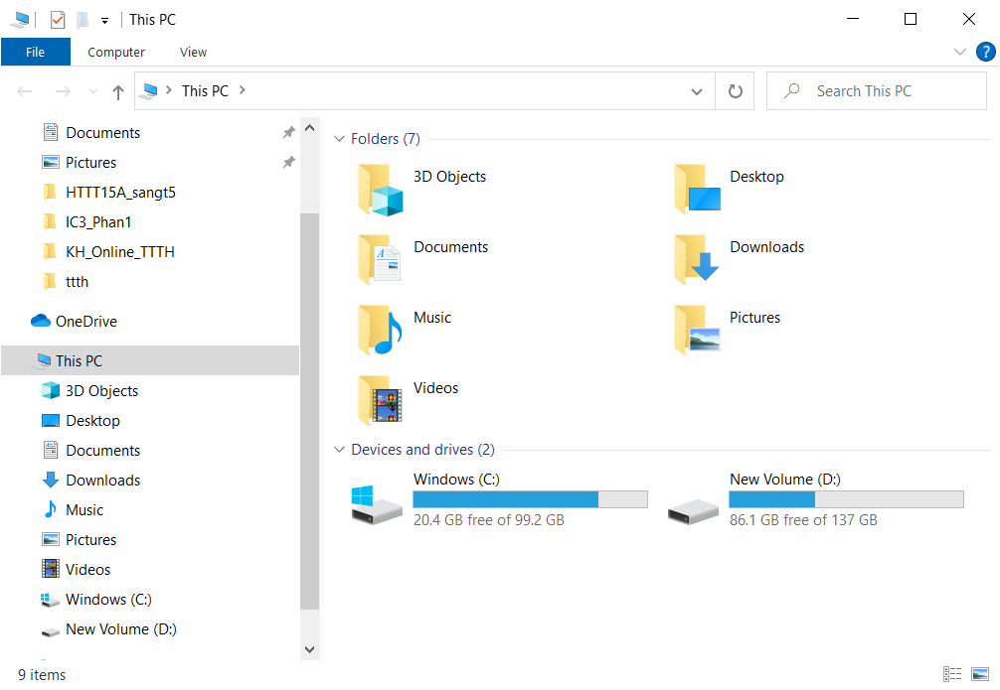 This PC
File Computer View
This PC Search This PC
Documents
Pictures
HTTT15A_sangt5
IC3_Phan1
KH_Online_TTTH
ttth
OneDrive
This PC
3D Objects
Desktop
Documents
Downloads
Music
Pictures
Videos
Windows (C:)
New Volume (D:)
Folders (7)
3D Objects
Desktop
Documents
Downloads
Music
Pictures
Videos
Devices and drives (2)
Windows (C:)
20.4 GB free of 99.2 GB
New Volume (D:)
86.1 GB free of 137 GB
9 items